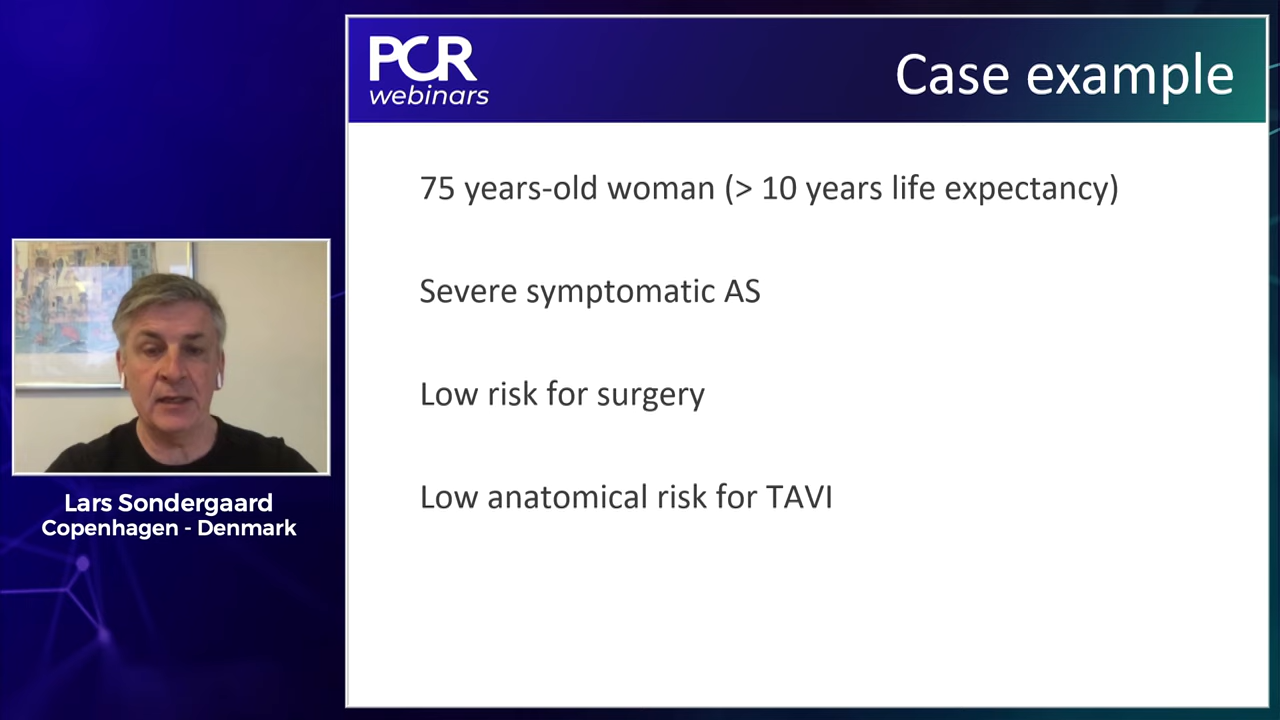 PCR
webinars
Case example
75 years-old woman (> 10 years life expectancy)
Severe symptomatic AS
Low risk for surgery
Low anatomical risk for TAVI
Lars Sondergaard
Copenhagen - Denmark